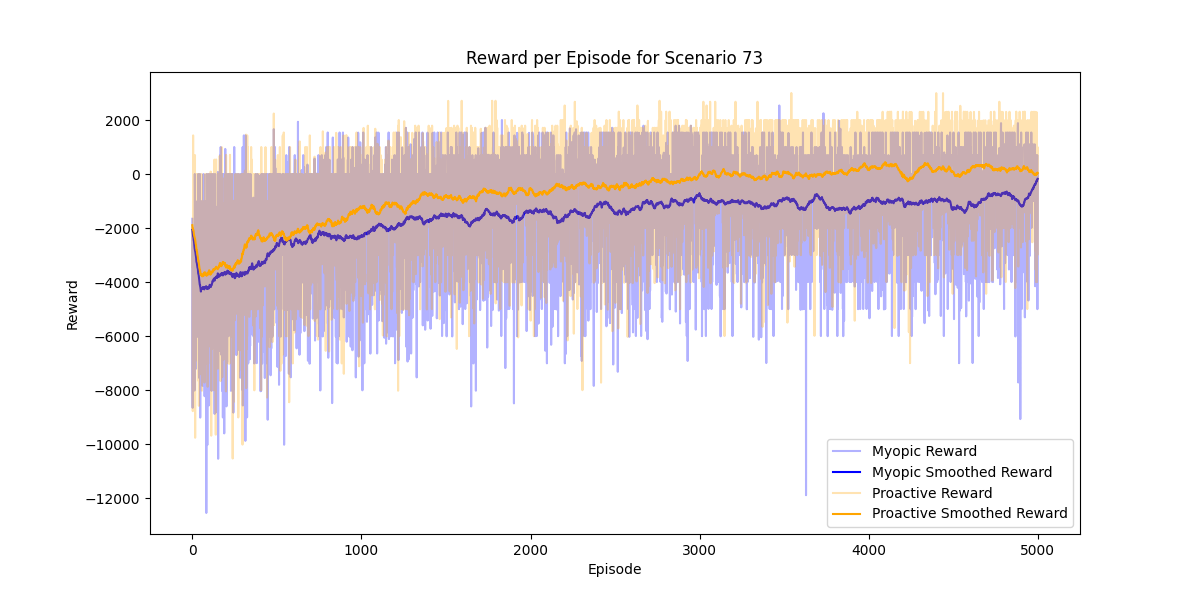 Reward per Episode for Scenario 73
Reward
2000
0
−2000
−4000
−6000
−8000
−10000
−12000
0 1000 2000 3000 4000 5000
Episode
Myopic Reward
Myopic Smoothed Reward
Proactive Reward
Proactive Smoothed Reward